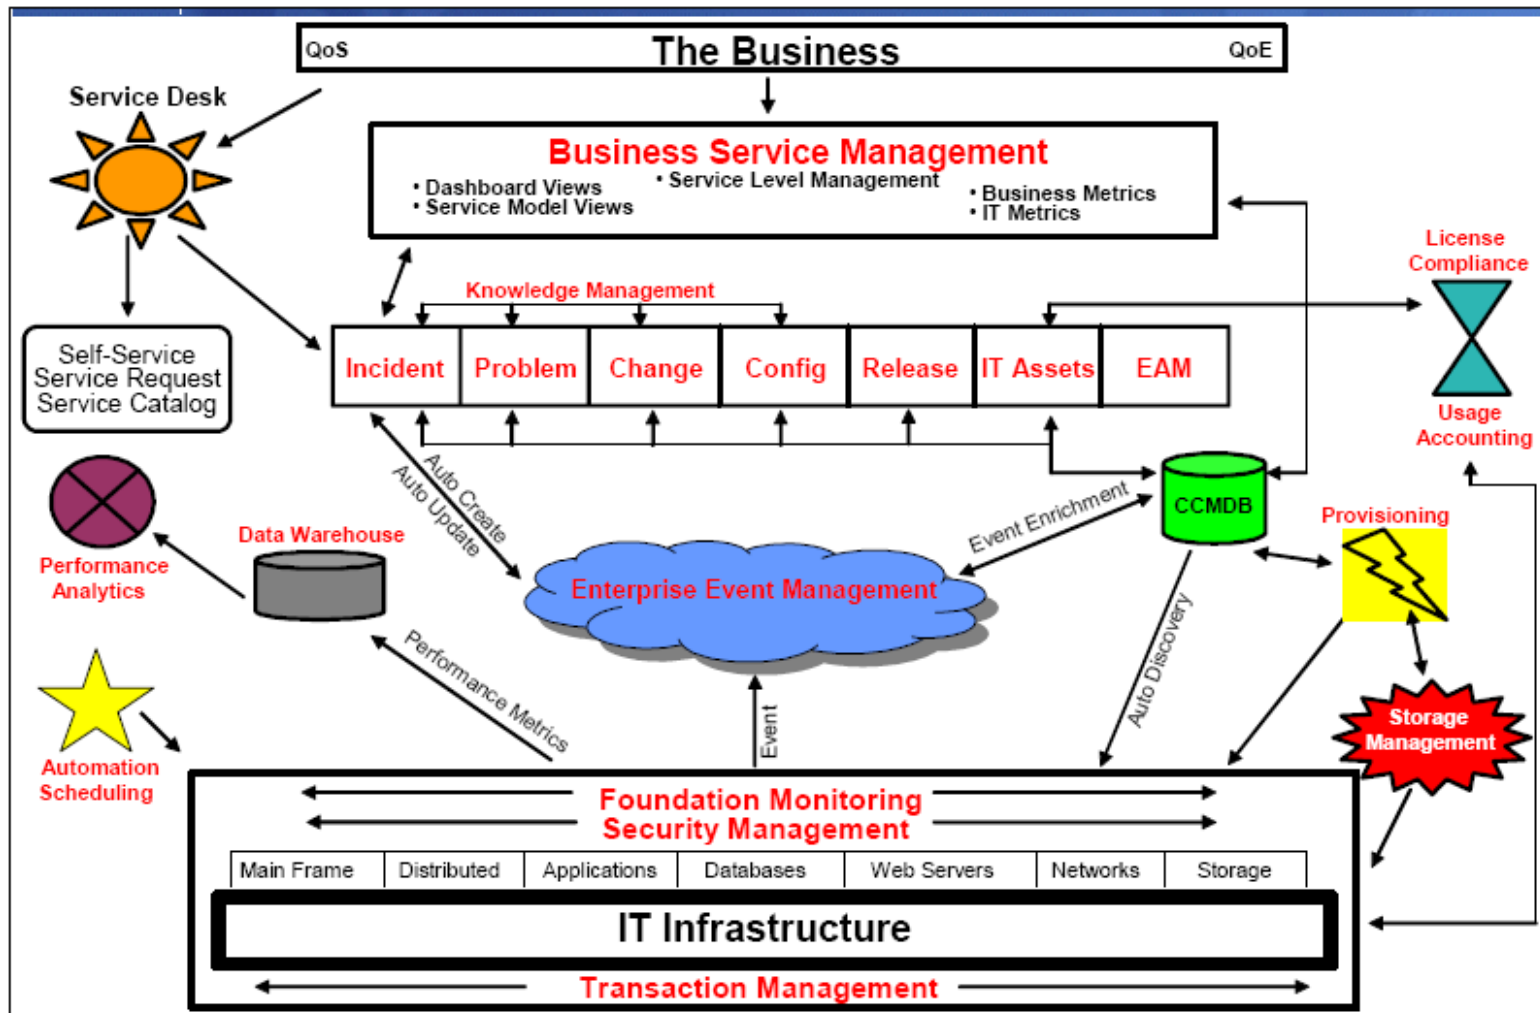 QoS
The Business
QoE
Service Desk
Business Service Management
• Dashboard Views
• Service Level Management
• Business Metrics
• Service Model Views
• IT Metrics
License
Compliance
Knowledge Management
Self-Service
Service Request
Service Catalog
Incident
Problem
Change
Config
Release
IT Assets
EAM
Usage
Accounting
Auto Create
Auto Update
Event Enrichment
CCMDB
Provisioning
Data Warehouse
Performance
Analytics
Enterprise Event Management
Performance Metrics
Event
Auto Discovery
Storage
Management
Automation
Scheduling
Foundation Monitoring
Security Management
Main Frame
Distributed
Applications
Databases
Web Servers
Networks
Storage
IT Infrastructure
Transaction Management